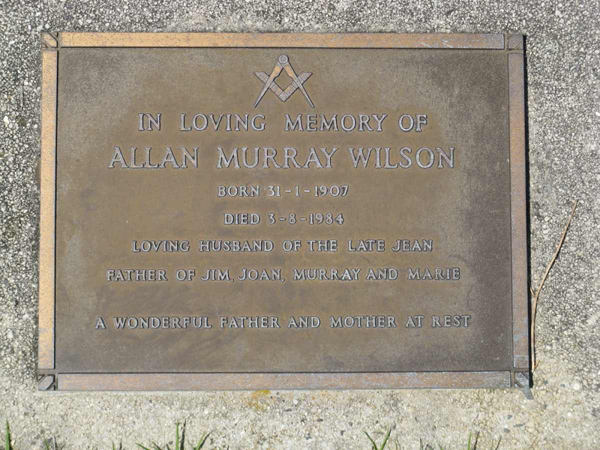 IN LOVING MEMORY OF
ALLAN MURRAY WILSON
BORN 31-1-1907
DIED 3-8-1984
LOVING HUSBAND OF THE LATE JEAN
FATHER OF JIM, JOAN, MURRAY AND MARIE
A WONDERFUL FATHER AND MOTHER AT REST